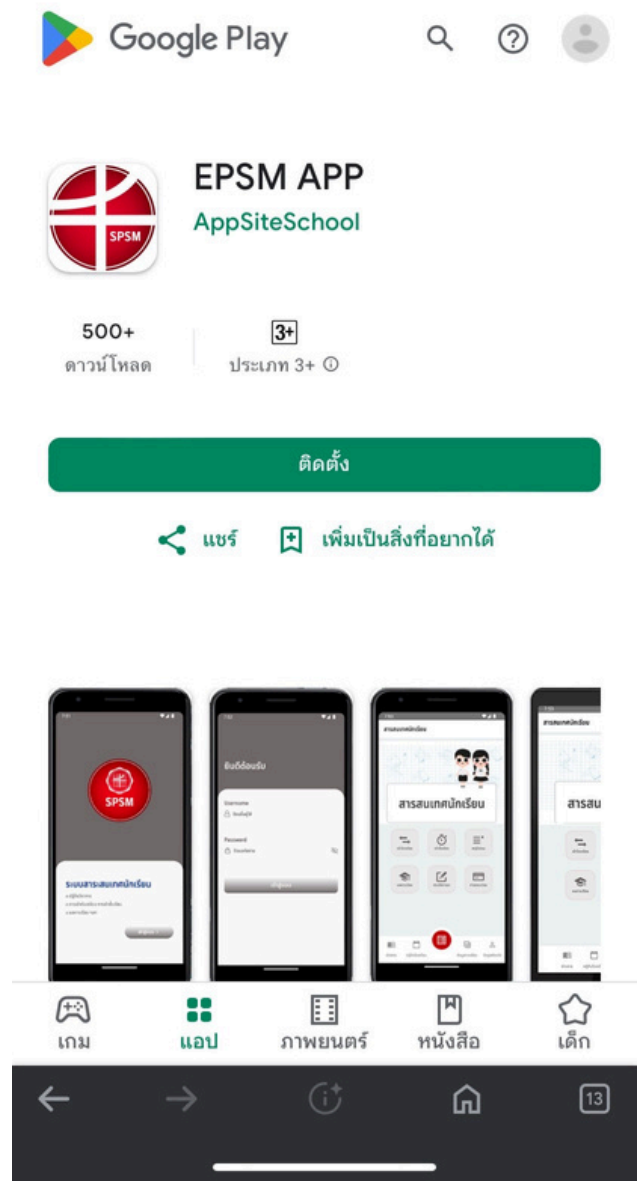 Google Play
EPSM APP
AppSiteSchool
SPSM
500+
ดาวน์โหลด
3+
ประเภท 3+
ติดตั้ง
แชร์
เพิ่มเป็นสิ่งที่อยากได้
SPSM
ระบบสารสนเทศนักเรียน
ยินดีต้อนรับ
Username
Password
สารสนเทศนักเรียน
สารสนเทศนักเรียน
สารสนเทศนักเรียน
สารสน
เกม
แอป
ภาพยนตร์
หนังสือ
เด็ก
13